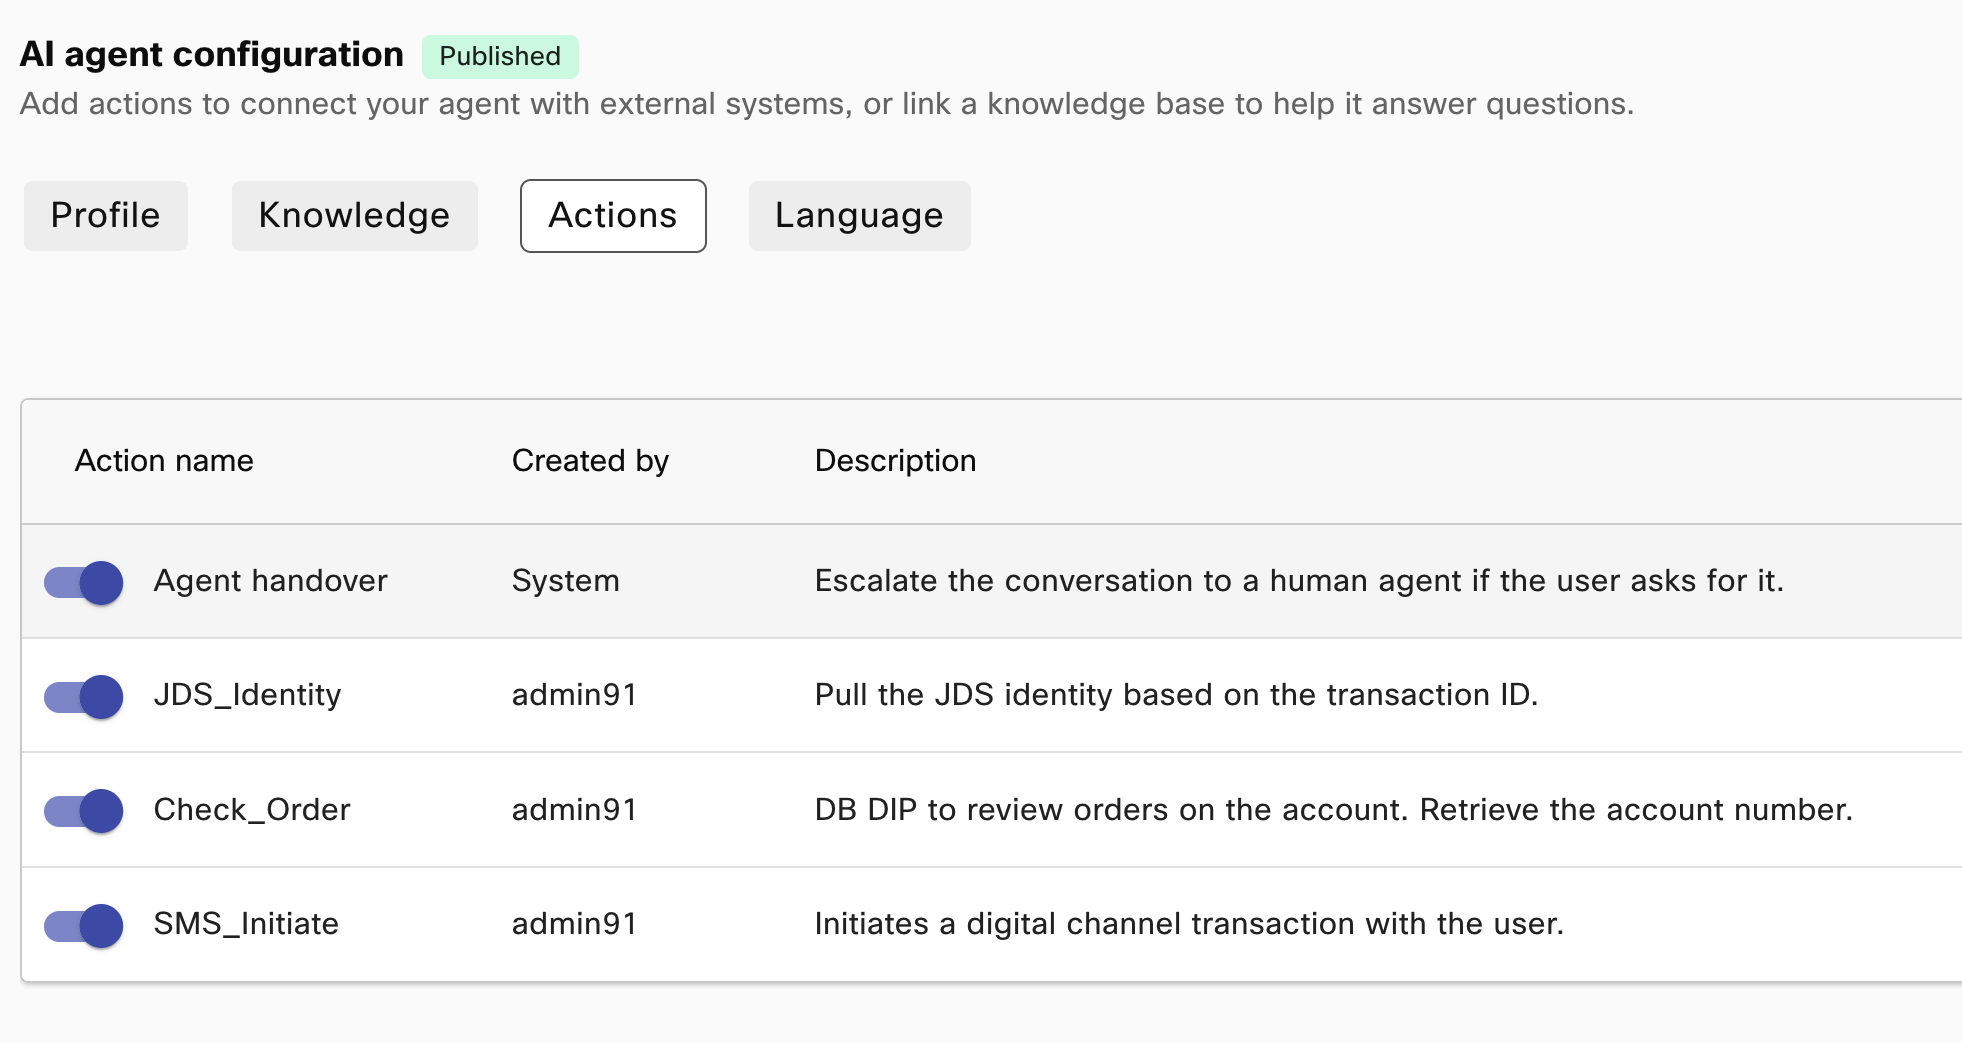 AI agent configuration Published
Add actions to connect your agent with external systems, or link a knowledge base to help it answer questions.
Profile Knowledge Actions Language
Action name Created by Description
Agent handover System Escalate the conversation to a human agent if the user asks for it.
JDS_Identity admin91 Pull the JDS identity based on the transaction ID.
Check_Order admin91 DB DIP to review orders on the account. Retrieve the account number.
SMS_Initiate admin91 Initiates a digital channel transaction with the user.